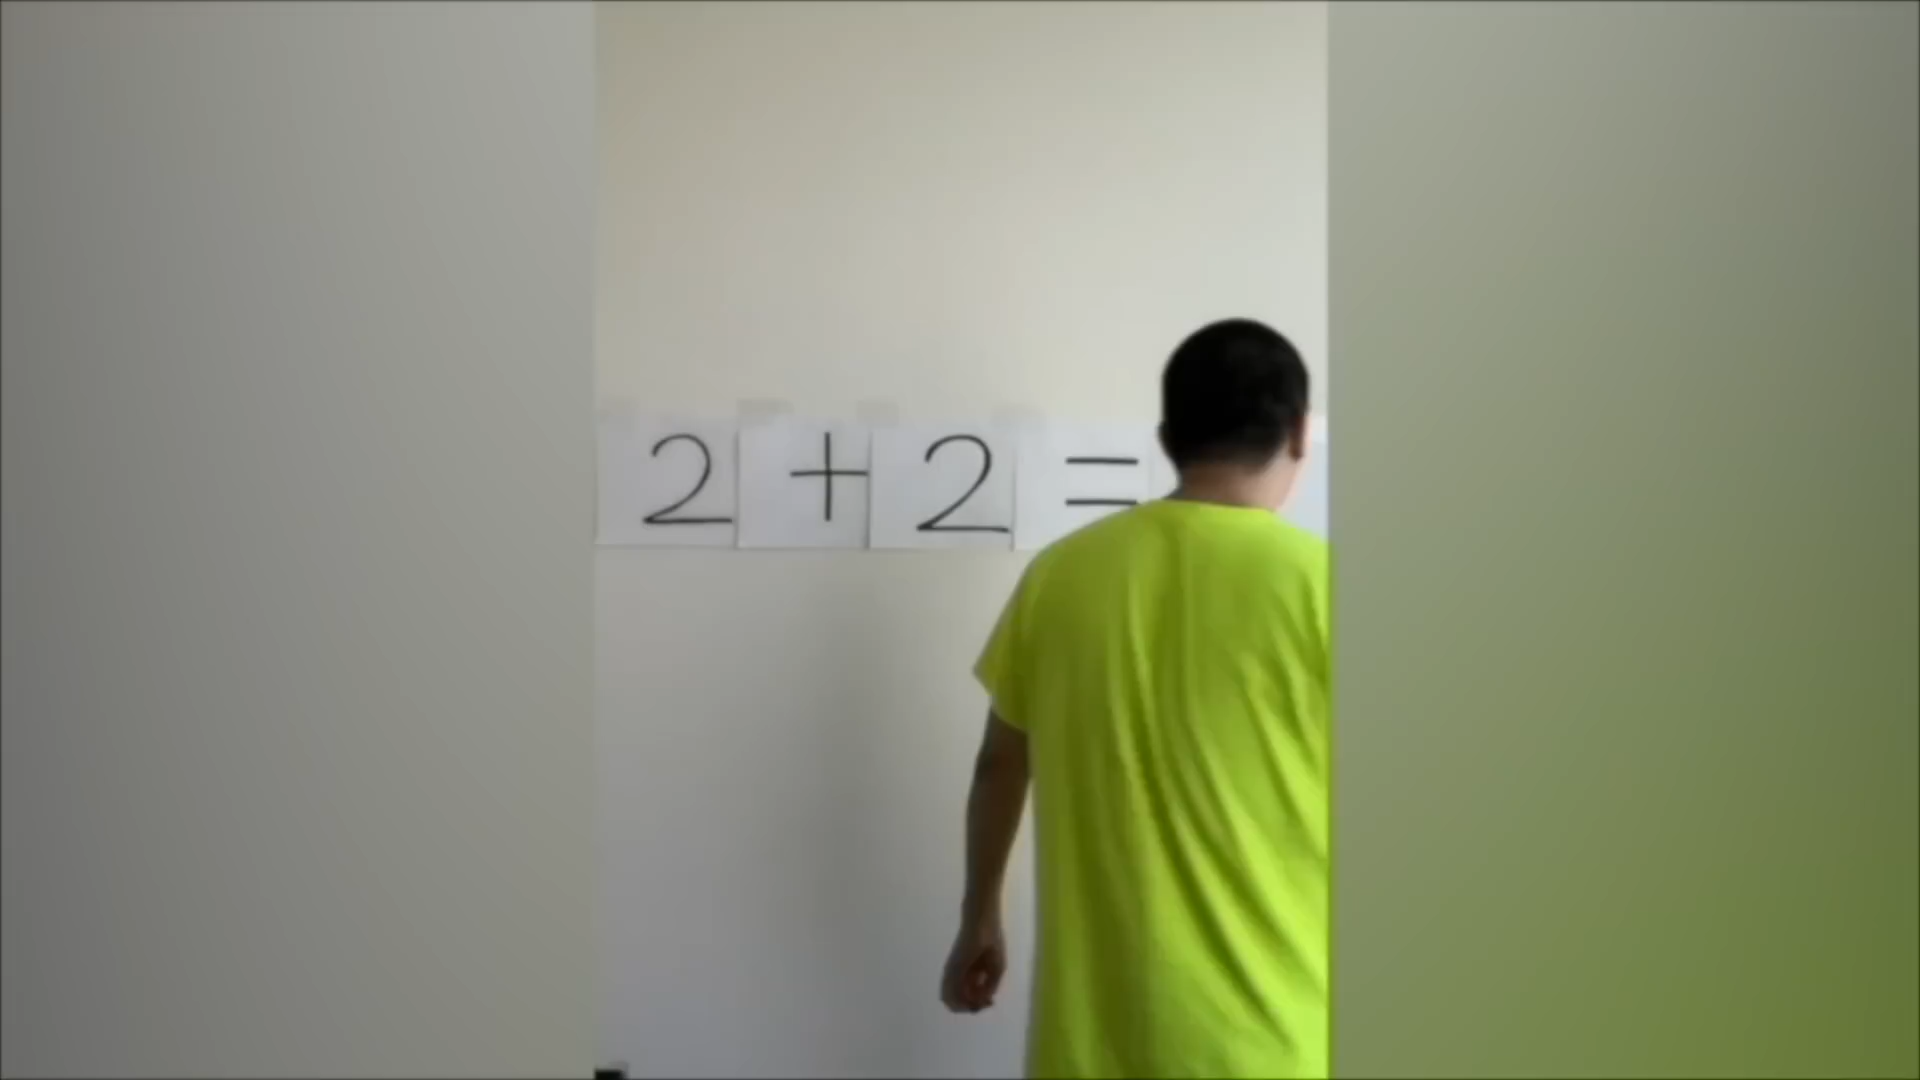 2 + 2 =